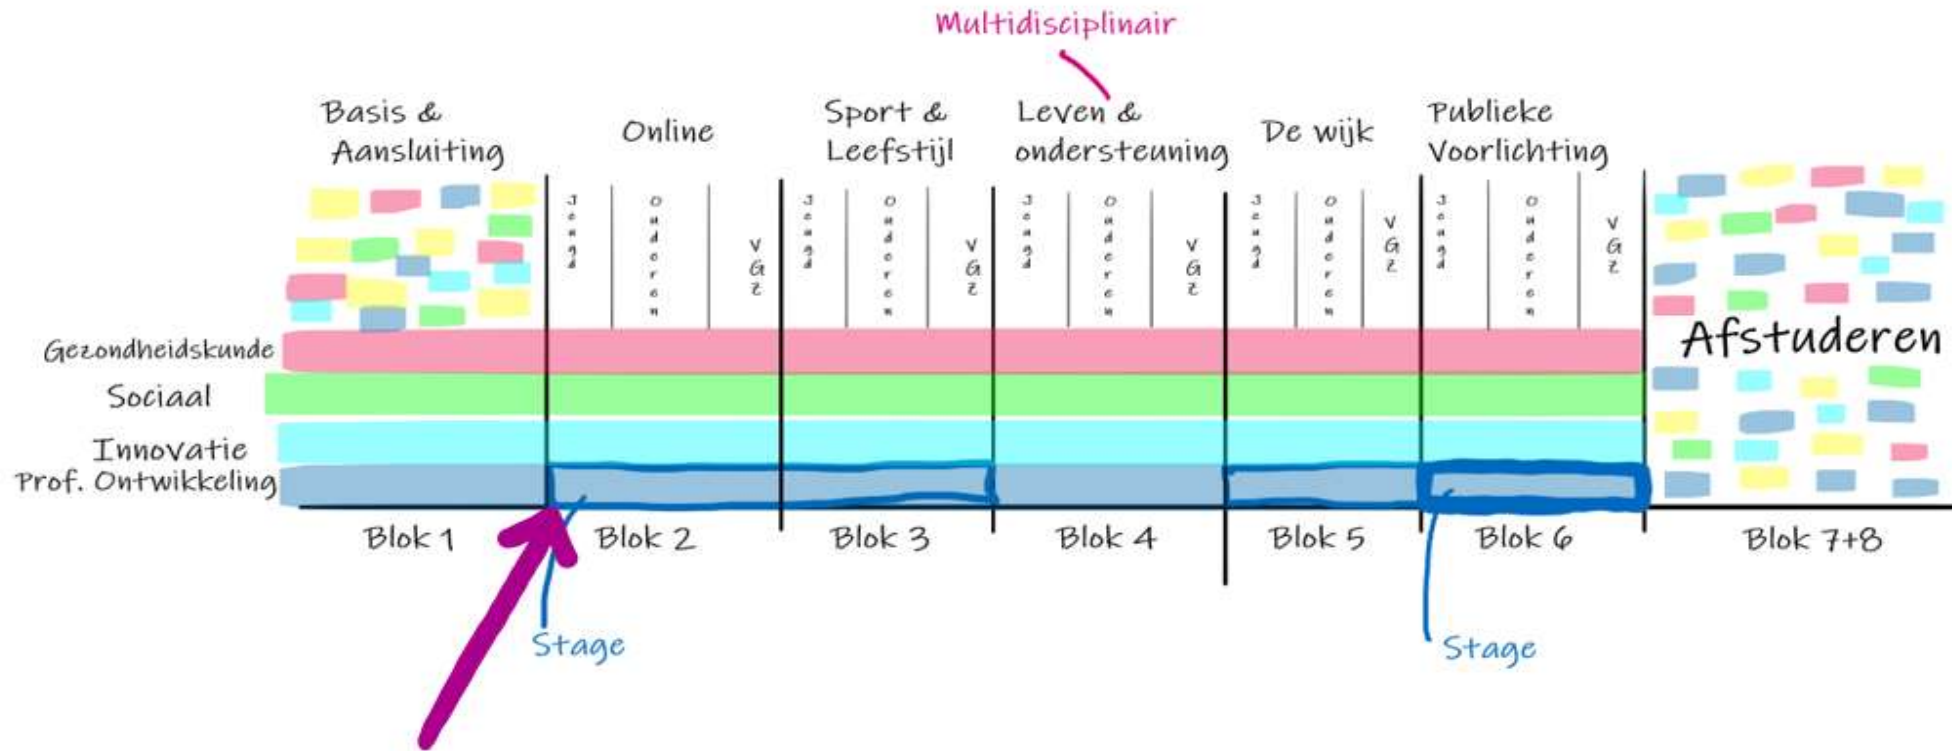 Multidisciplinair
Basis &
Aansluiting
Online
Sport &
Leefstijl
Leven &
ondersteuning
De wijk
Publieke
Voorlichting
Jeugd
Ouderen
VGZ
Jeugd
Ouderen
VGZ
Jeugd
Ouderen
VGZ
Jeugd
Ouderen
VGZ
Jeugd
Ouderen
VGZ
Gezondheidskunde
Sociaal
Innovatie
Prof. Ontwikkeling
Afstuderen
Blok 1
Blok 2
Blok 3
Blok 4
Blok 5
Blok 6
Blok 7+8
Stage
Stage